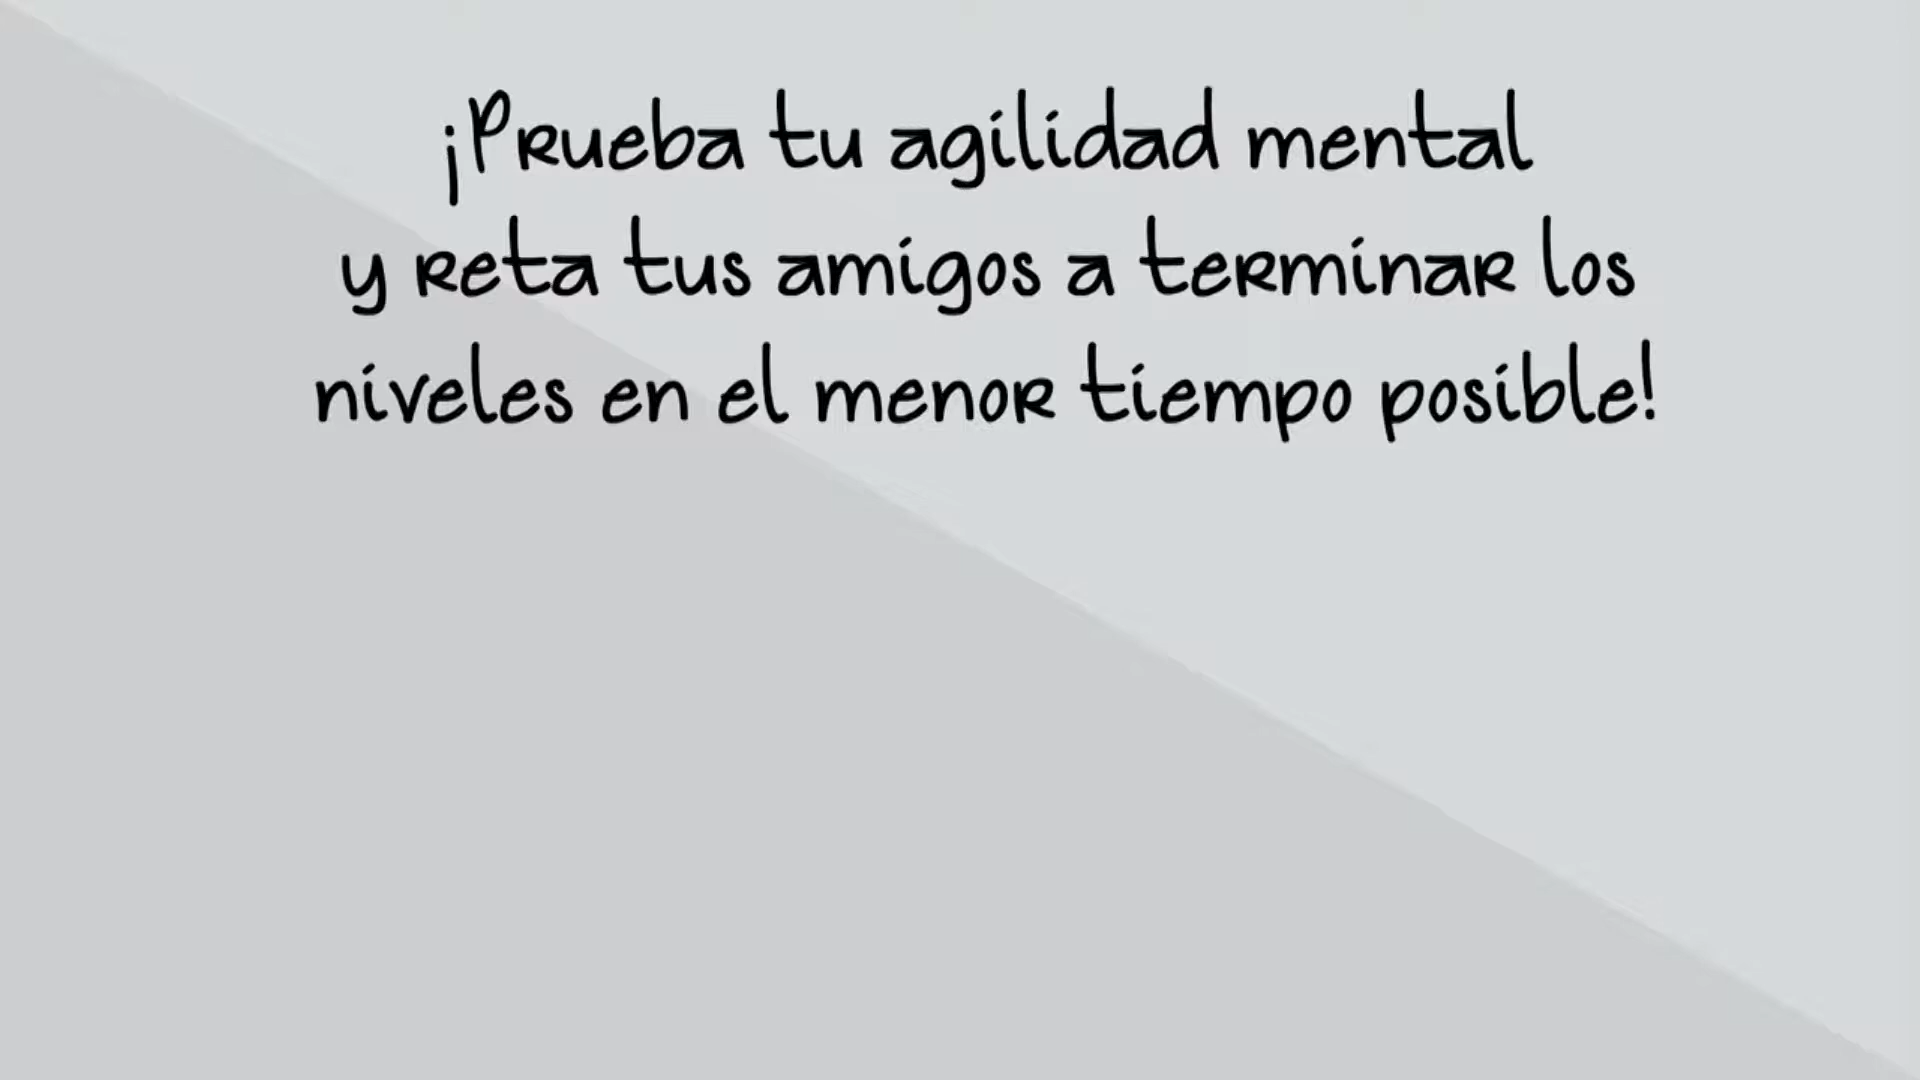 ¡Prueba tu agilidad mental
y reta tus amigos a terminar los
niveles en el menor tiempo posible!